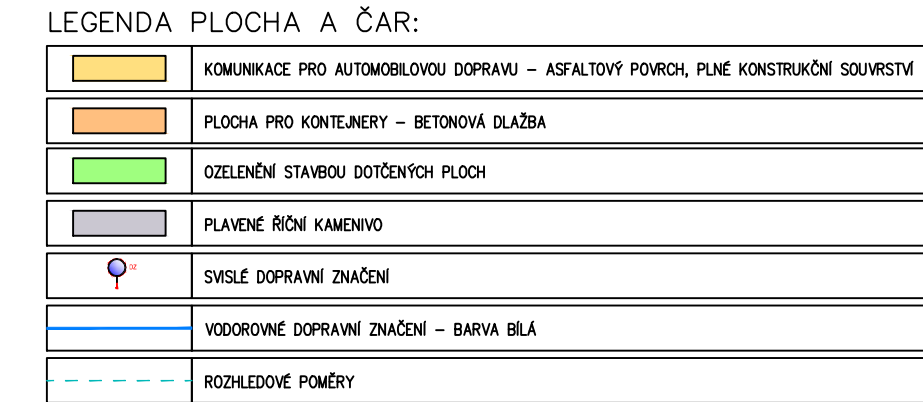 LEGENDA PLOCHA A ČAR:
KOMUNIKACE PRO AUTOMOBILOVOU DOPRAVU – ASFALTOVÝ POVRCH, PLNÉ KONSTRUKČNÍ SOUVRSTVÍ
PLOCHA PRO KONTEJNERY – BETONOVÁ DLAŽBA
OZELENĚNÍ STAVBOU DOTČENÝCH PLOCH
PLAVENÉ ŘÍČNÍ KAMENIVO
DZ SVISLÉ DOPRAVNÍ ZNAČENÍ
VODOROVNÉ DOPRAVNÍ ZNAČENÍ – BARVA BÍLÁ
ROZHLEDOVÉ POMĚRY